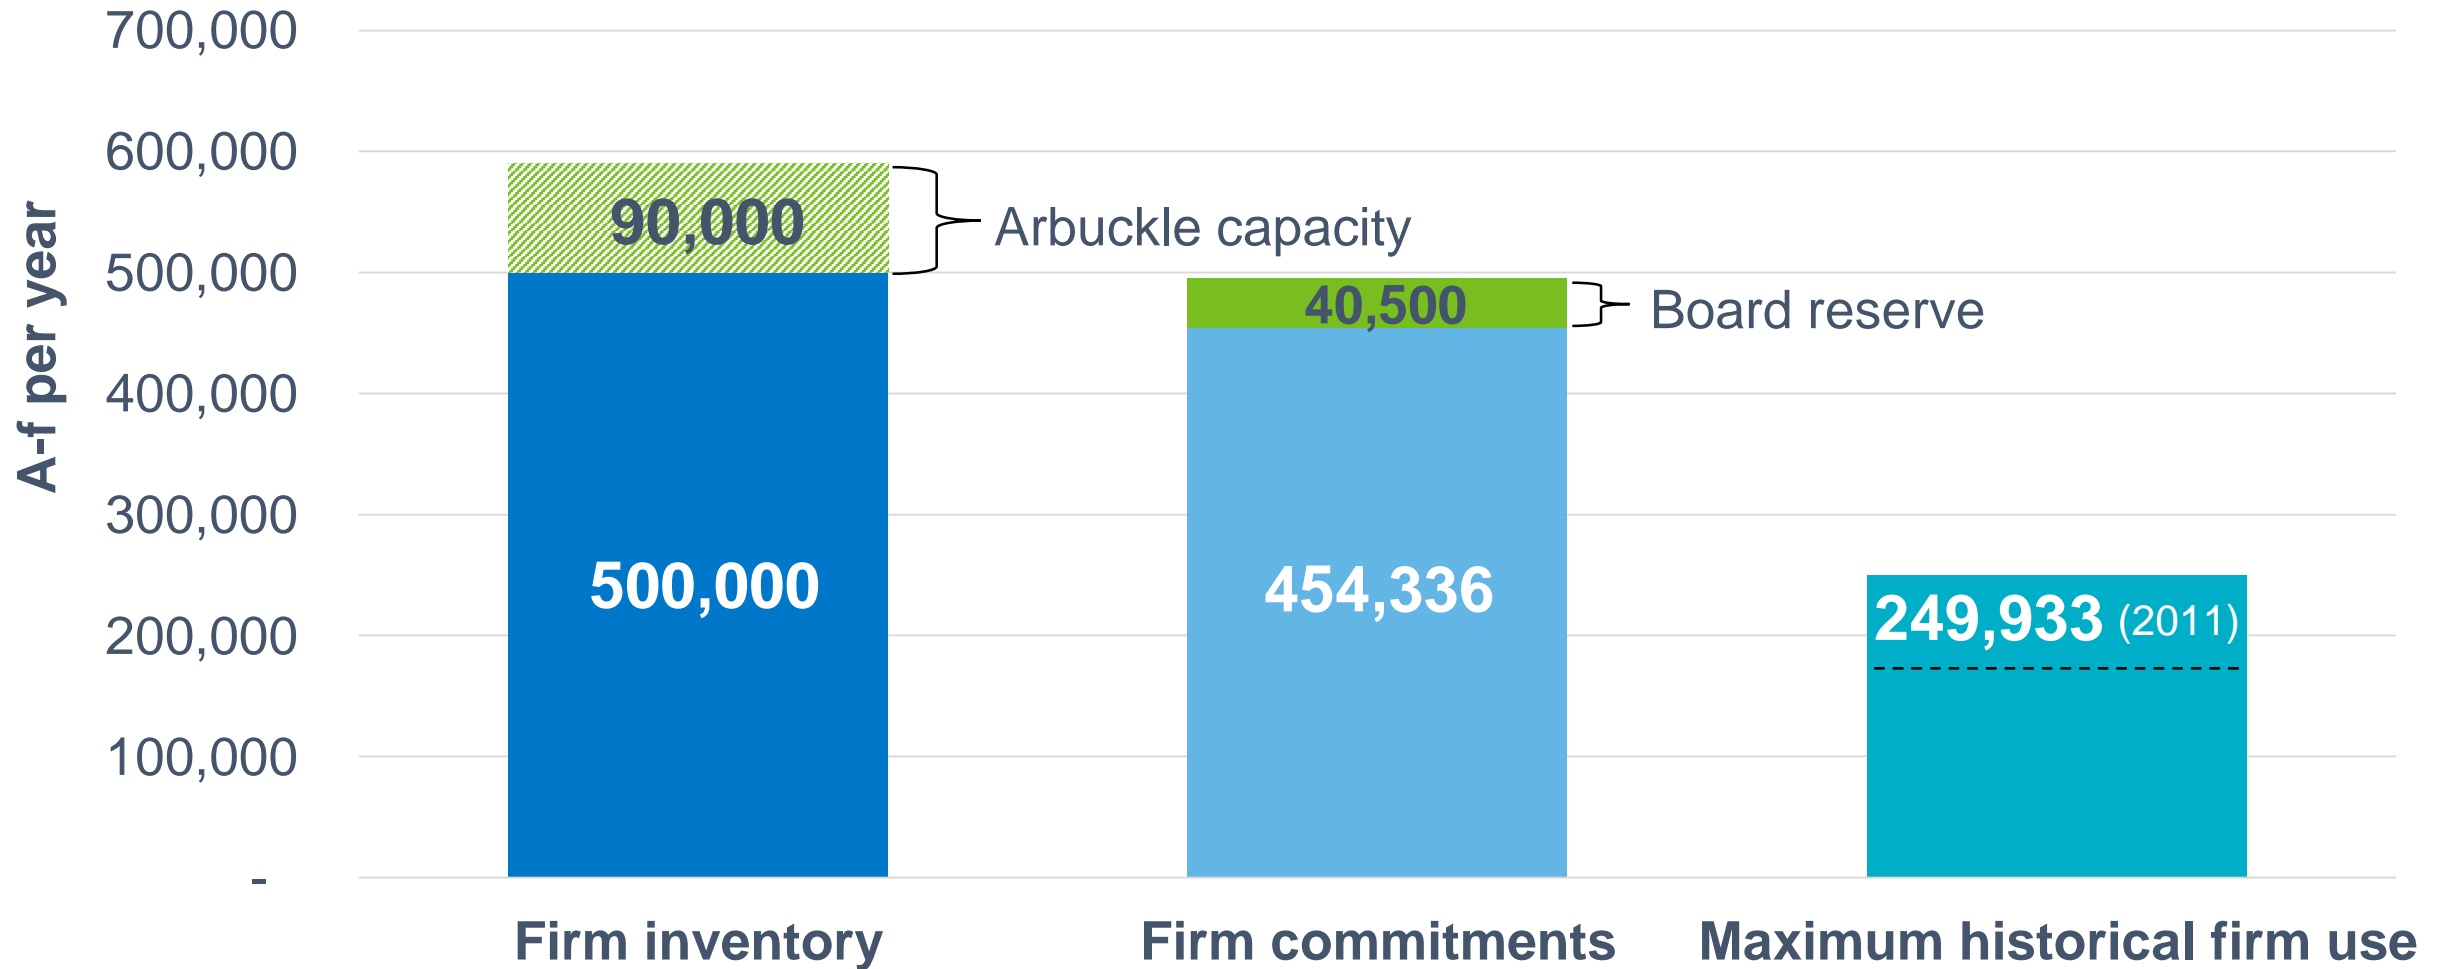 A-f per year
700,000
600,000
500,000
400,000
300,000
200,000
100,000
-
90,000
Arbuckle capacity
500,000
40,500
Board reserve
454,336
249,933 (2011)
Firm inventory
Firm commitments
Maximum historical firm use